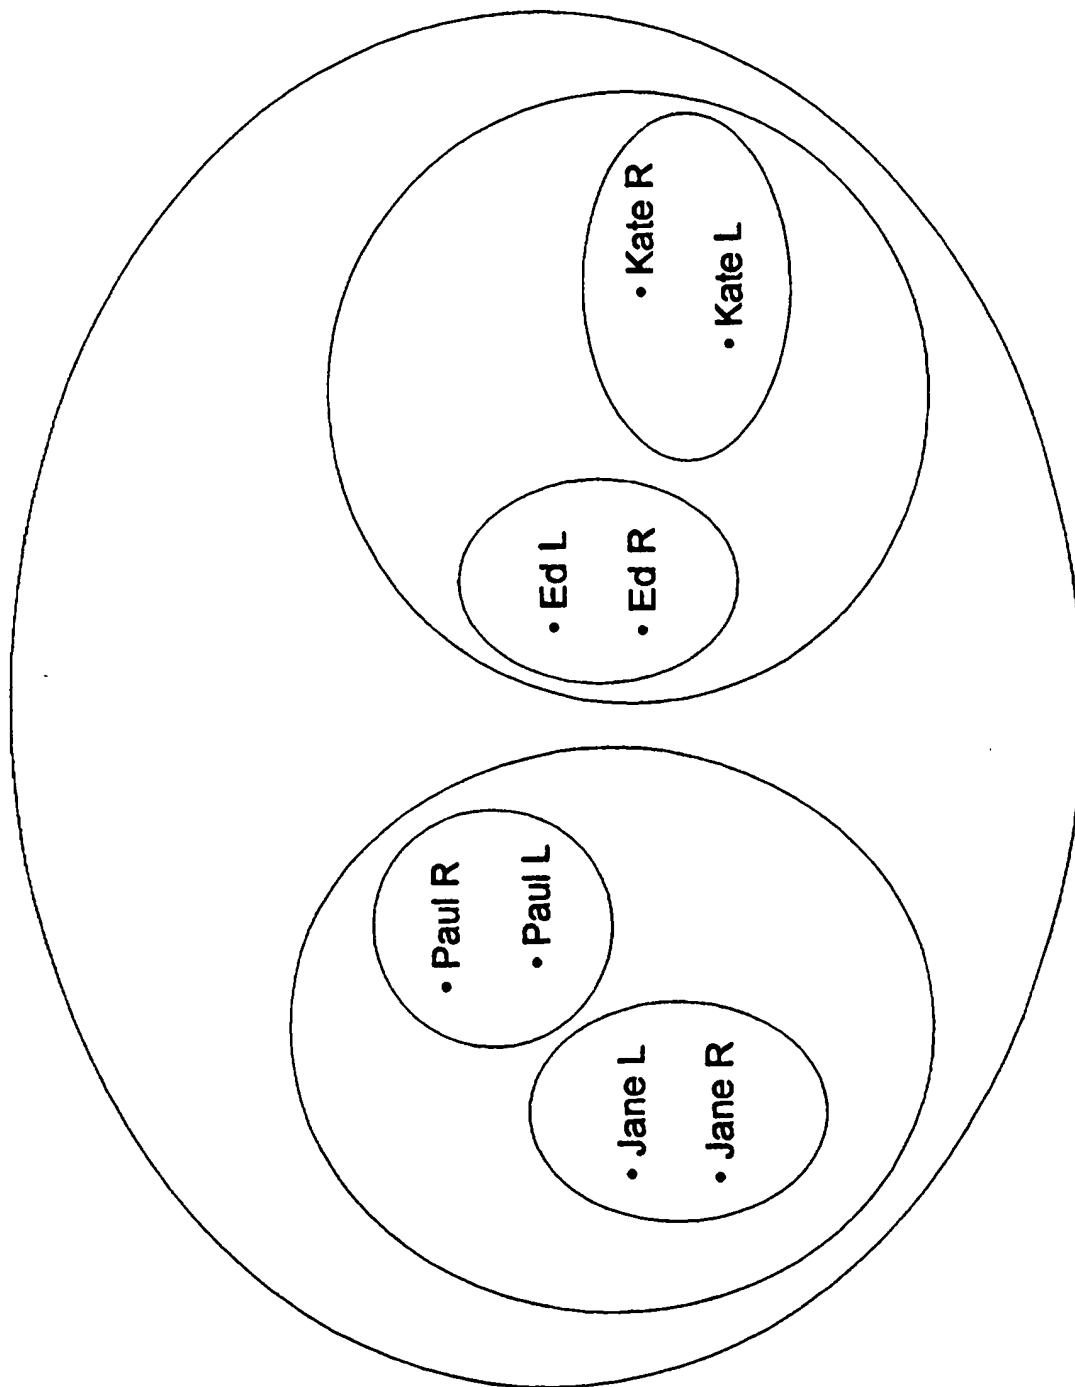 • Paul R
• Paul L
• Jane L
• Jane R
• Ed L
• Ed R
• Kate R
• Kate L